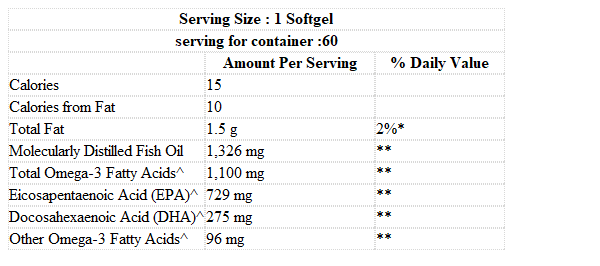 Serving Size : 1 Softgel
serving for container :60
Amount Per Serving % Daily Value
Calories 15
Calories from Fat 10
Total Fat 1.5 g 2%*
Molecularly Distilled Fish Oil 1,326 mg **
Total Omega-3 Fatty Acids^ 1,100 mg **
Eicosapentaenoic Acid (EPA)^ 729 mg **
Docosahexaenoic Acid (DHA)^ 275 mg **
Other Omega-3 Fatty Acids^ 96 mg **